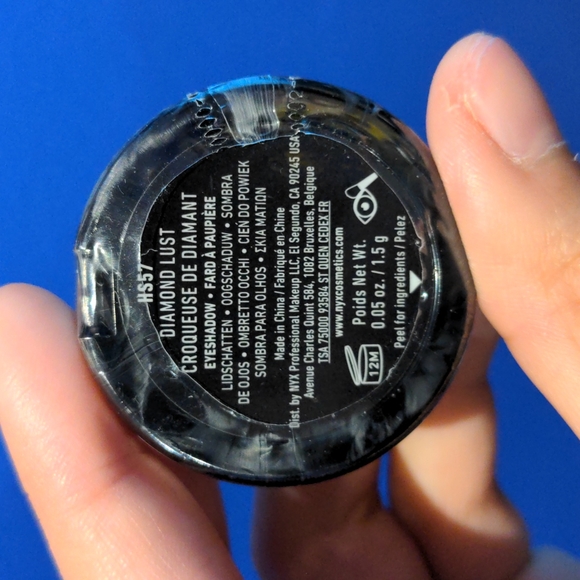 HS57
DIAMOND LUST
CROQUEUSE DE DIAMANT
EYESHADOW • FARD À PAUPIÈRE
LIDSCHATTEN • OOGSCHADUW • SOMBRA
DE OJOS • OMBRETTO OCCHI • CIEN DO POWIEK
SOMBRA PARA OLHOS • ΣΚΙΑ ΜΑΤΙΩΝ
Made in China / Fabriqué en Chine
Dist. by NYX Professional Makeup LLC, El Segundo, CA 90245 USA
Avenue Charles Quint 584, 1082 Bruxelles, Belgique
TSA 75000 93584 ST OUEN CEDEX FR
www.nyxcosmetics.com
Poids Net Wt.
0.05 oz. / 1.5 g
Peel for ingredients / Pelez
12M